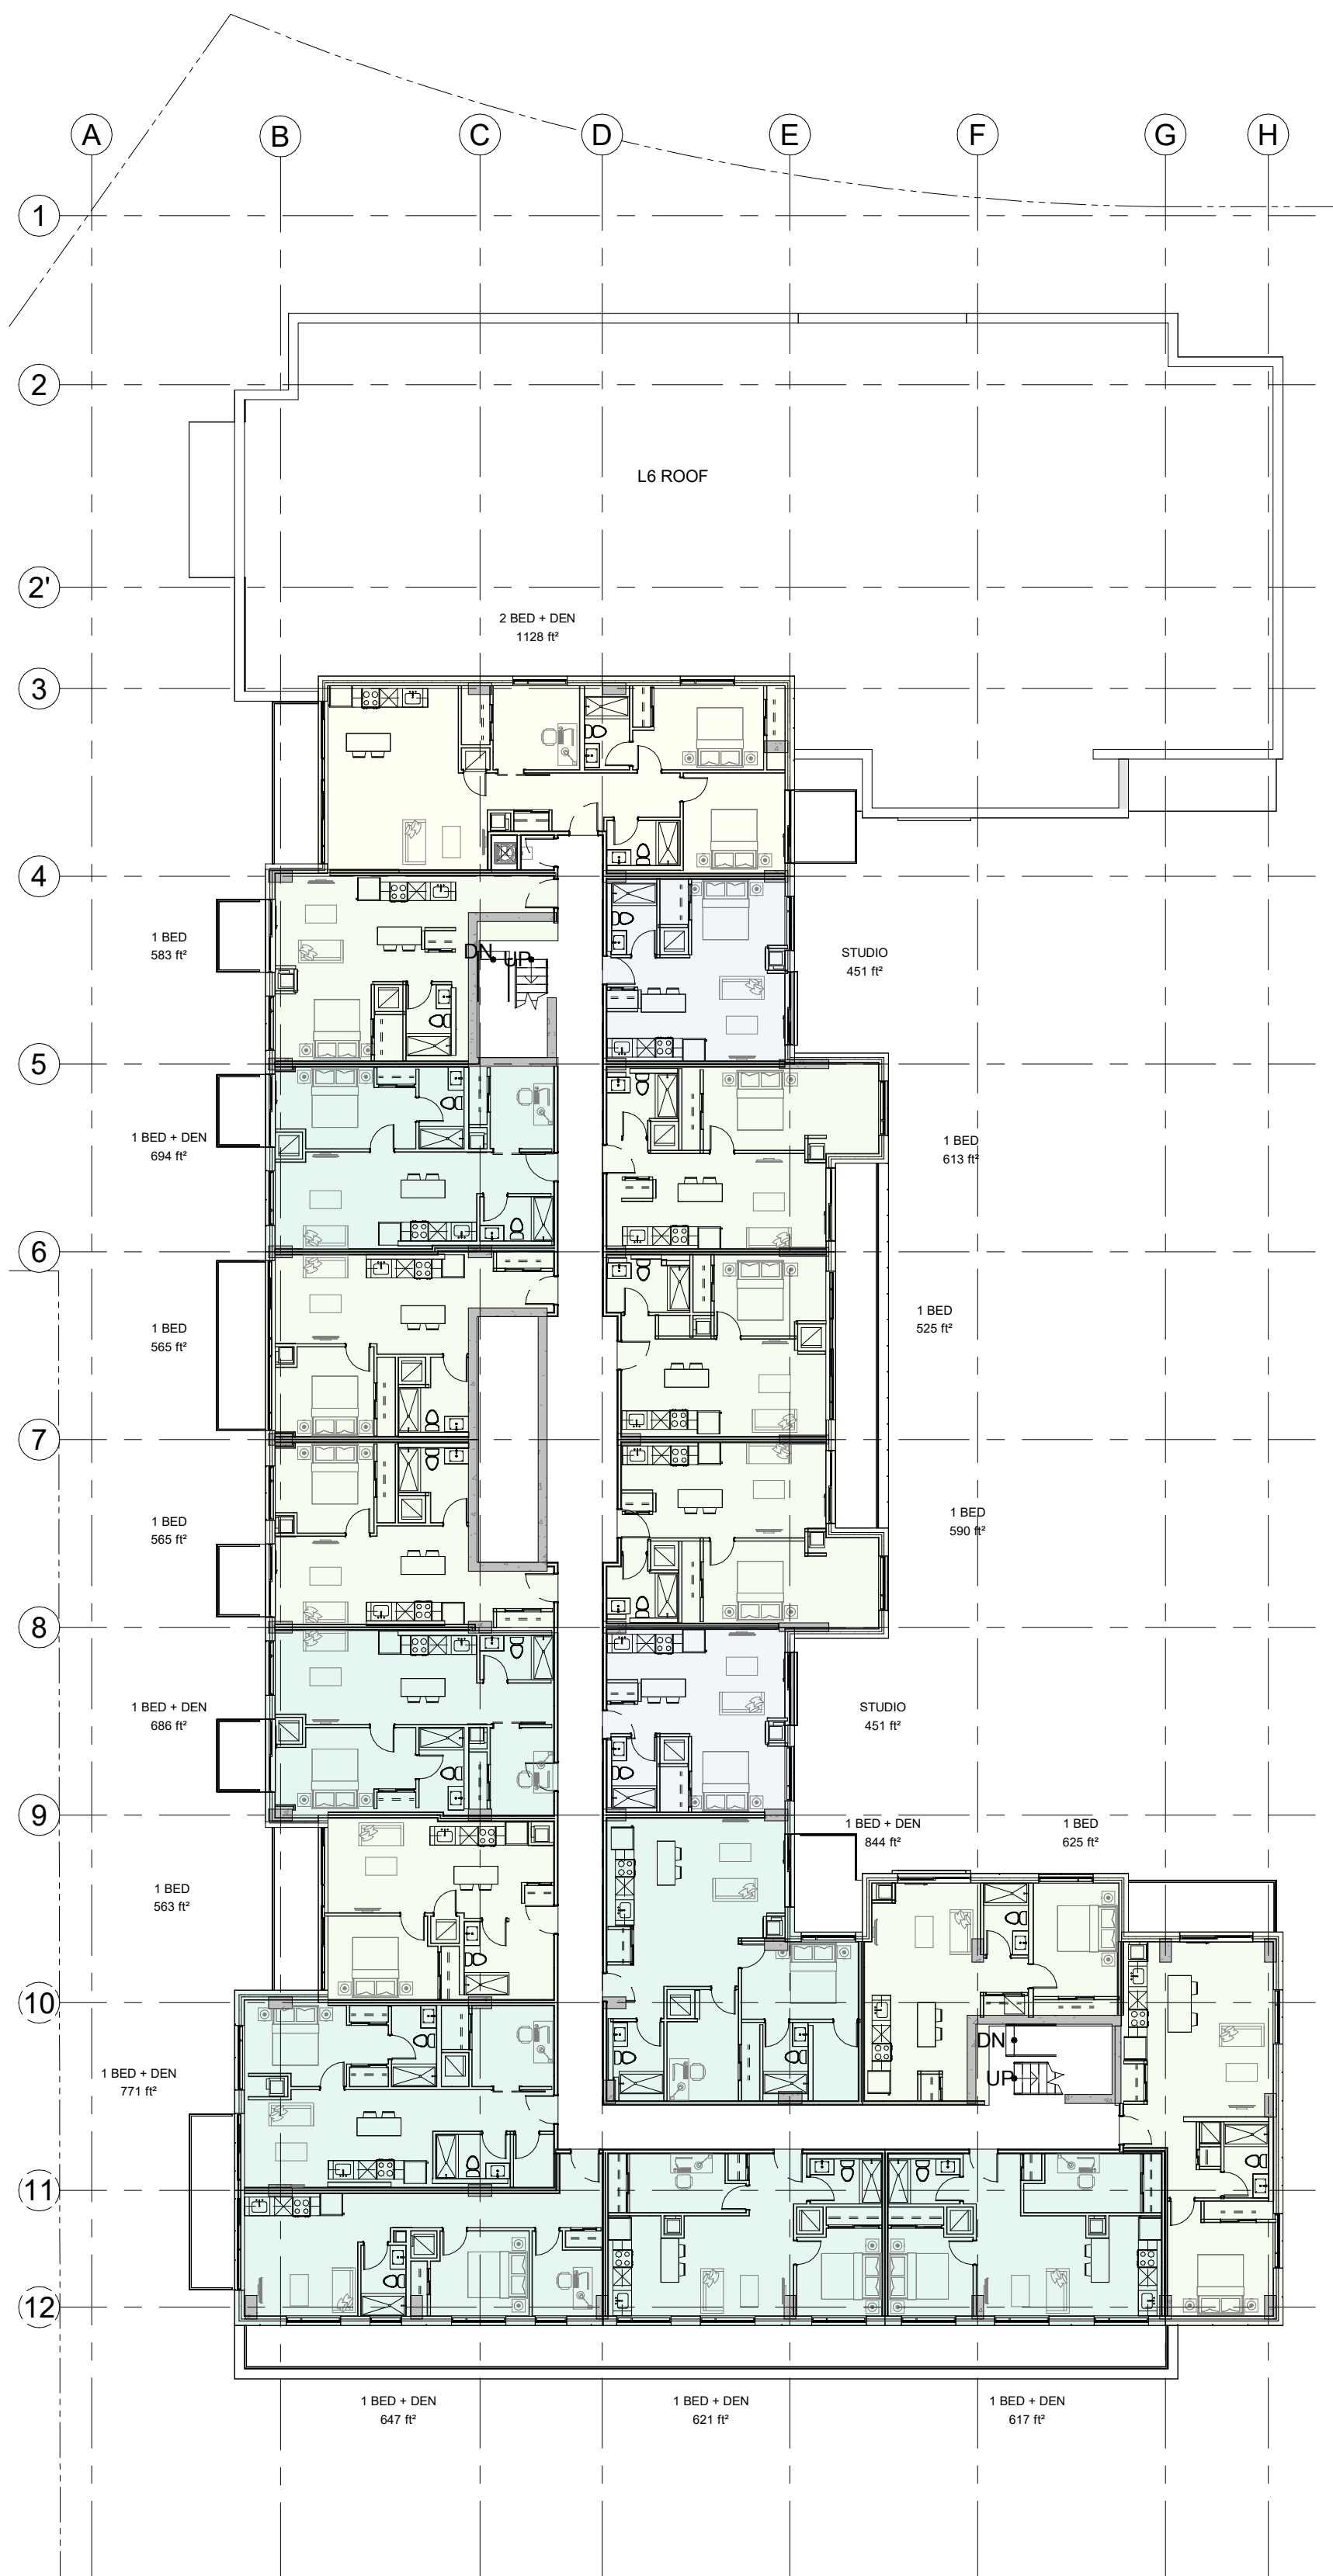 A
B
C
D
E
F
G
H
1
2
L6 ROOF
2'
2 BED + DEN
1128 ft²
3
4
1 BED
583 ft²
DN
UP
STUDIO
451 ft²
5
1 BED + DEN
694 ft²
1 BED
613 ft²
6
1 BED
565 ft²
1 BED
525 ft²
7
1 BED
565 ft²
1 BED
590 ft²
8
1 BED + DEN
686 ft²
STUDIO
451 ft²
9
1 BED + DEN
844 ft²
1 BED
625 ft²
1 BED
563 ft²
10
DN
UP
1 BED + DEN
771 ft²
11
12
1 BED + DEN
647 ft²
1 BED + DEN
621 ft²
1 BED + DEN
617 ft²